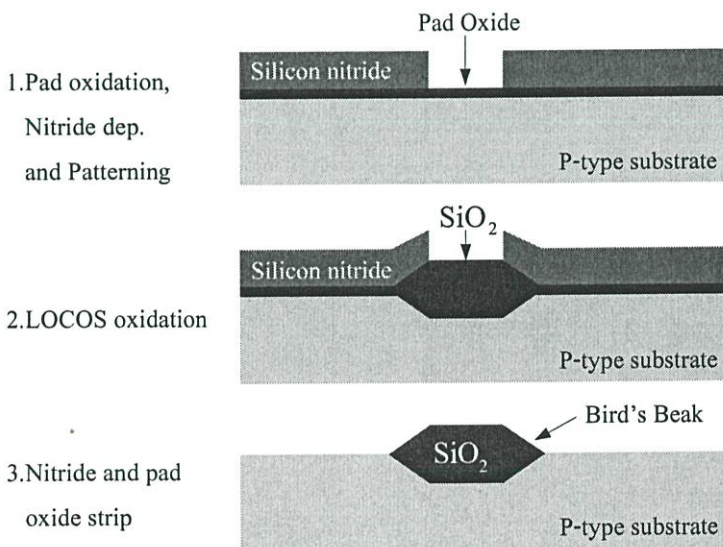 Pad Oxide
1.Pad oxidation,
Nitride dep.
and Patterning
Silicon nitride
P-type substrate
SiO₂
Silicon nitride
2.LOCOS oxidation
P-type substrate
Bird's Beak
SiO₂
3.Nitride and pad
oxide strip
P-type substrate